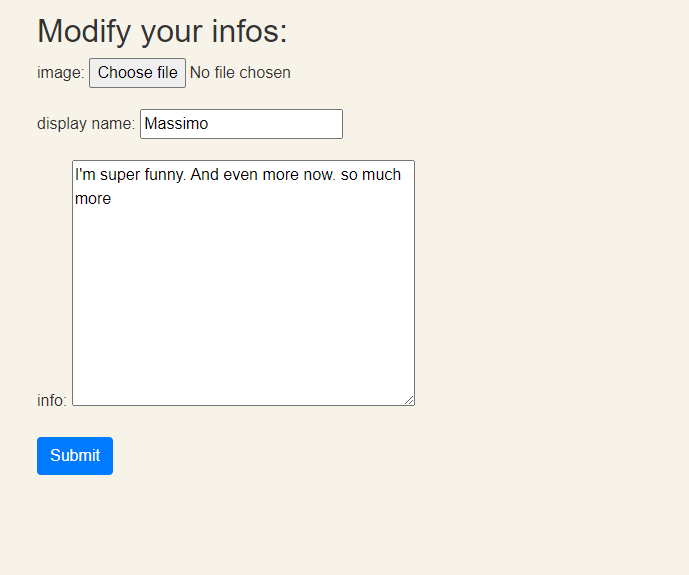 Modify your infos:
image: Choose file No file chosen
display name: Massimo
I'm super funny. And even more now. so much
more
info:
Submit